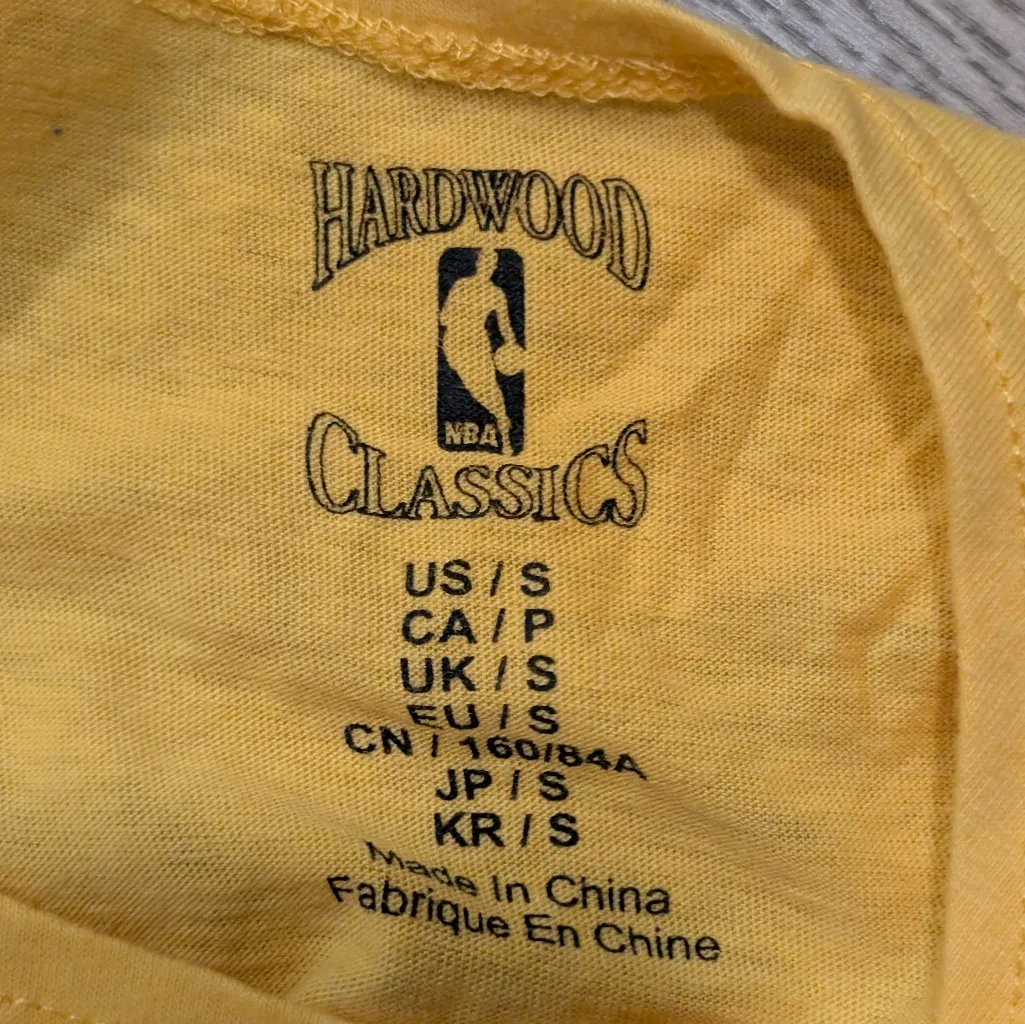 HARDWOOD
NBA
CLASSICS
US / S
CA / P
UK / S
EU / S
CN / 160/84A
JP / S
KR / S
Made In China
Fabrique En Chine